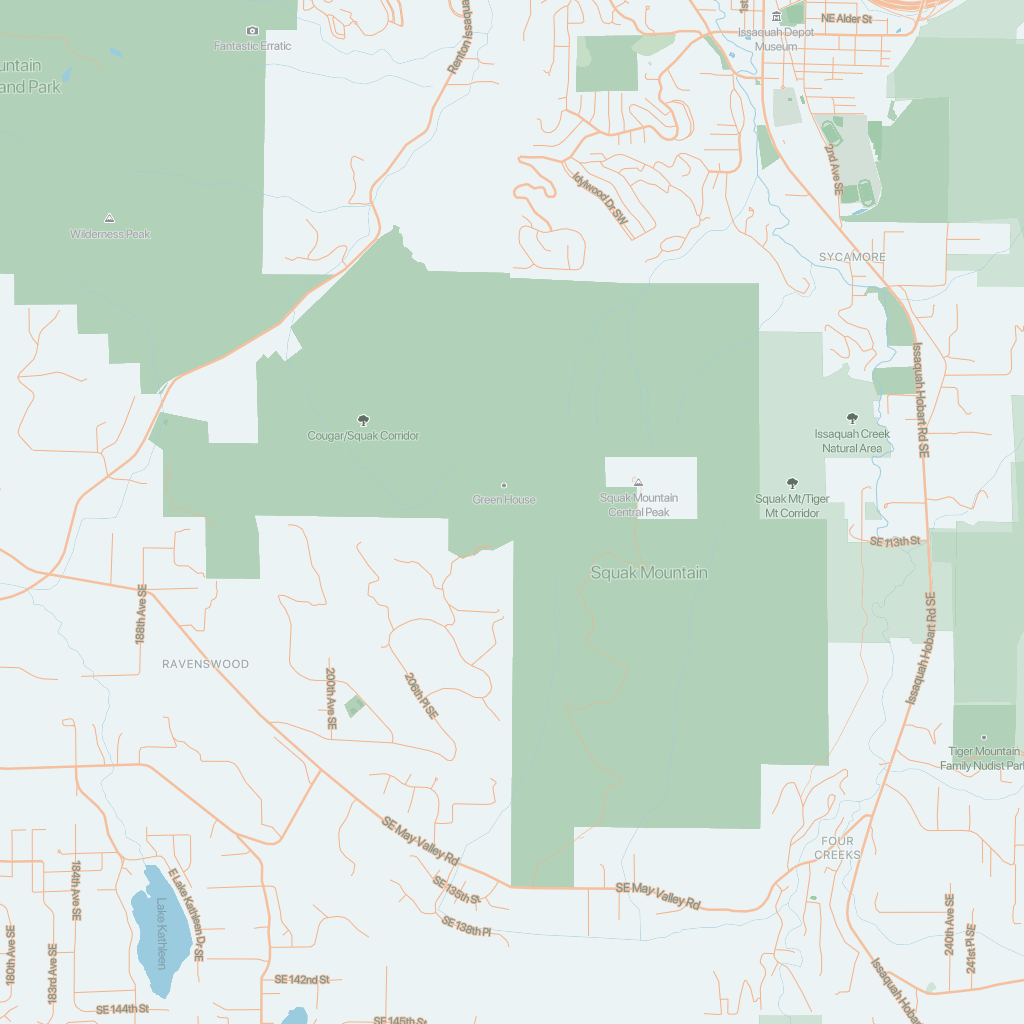 1st
NE Alder St
Issaquah Depot
Museum
Fantastic Erratic
Renton Issaq
untain
and Park
2nd Ave SE
Idylwood Dr SW
Wilderness Peak
SYCAMORE
Issaquah Hobart Rd SE
Cougar/Squak Corridor
Issaquah Creek
Natural Area
Green House
Squak Mountain
Central Peak
Squak Mt/Tiger
Mt Corridor
SE 113th St
Squak Mountain
188th Ave SE
Issaquah Hobart Rd SE
RAVENSWOOD
200th Ave SE
206th Pl SE
Tiger Mountain
Family Nudist Park
SE May Valley Rd
FOUR
CREEKS
184th Ave SE
E Lake Kathleen Dr SE
SE 135th St
SE May Valley Rd
Lake Kathleen
SE 138th Pl
180th Ave SE
183rd Ave SE
240th Ave SE
241st Pl SE
SE 142nd St
Issaquah Hobar
SE 144th St
SE 145th St